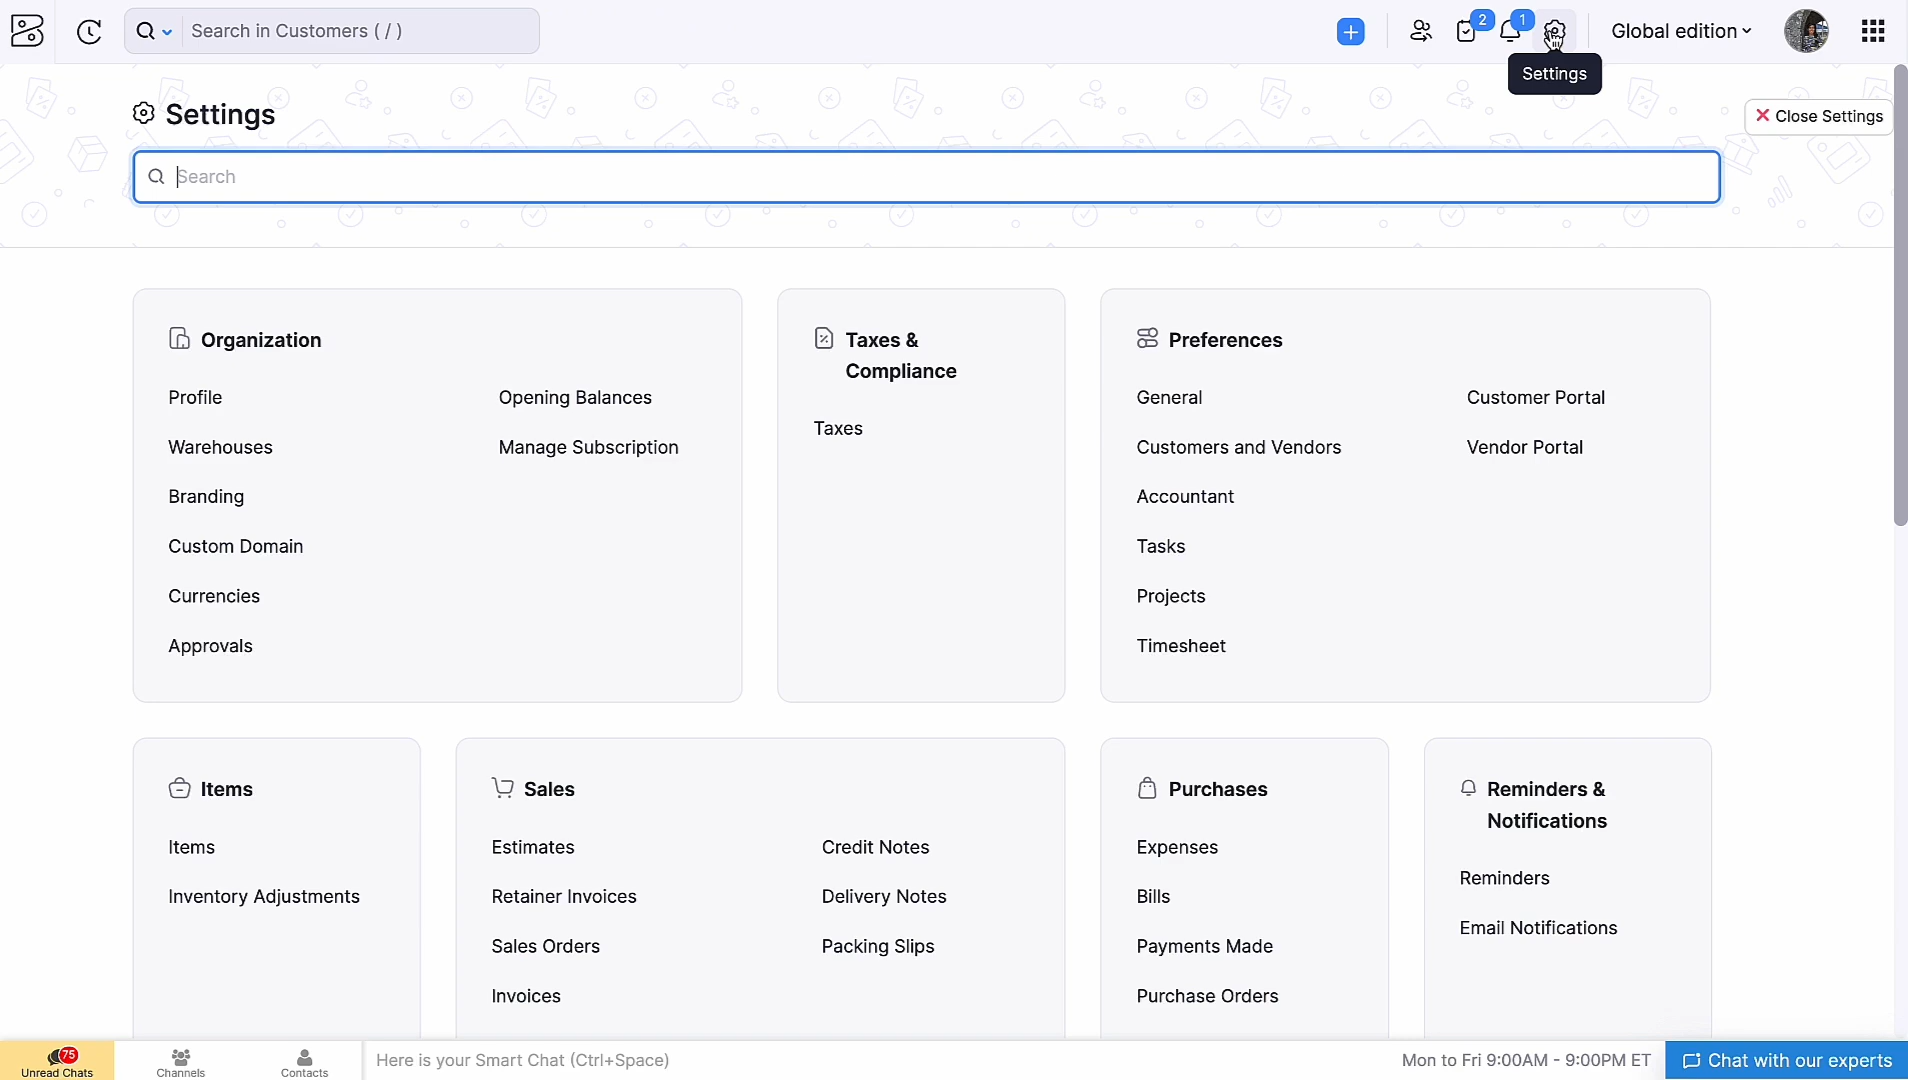 Search in Customers ( / )
2
1
Global edition
Settings
Settings
Close Settings
Search
Organization
Profile
Opening Balances
Warehouses
Manage Subscription
Branding
Custom Domain
Currencies
Approvals
Taxes &
Compliance
Taxes
Preferences
General
Customer Portal
Customers and Vendors
Vendor Portal
Accountant
Tasks
Projects
Timesheet
Items
Items
Inventory Adjustments
Sales
Estimates
Credit Notes
Retainer Invoices
Delivery Notes
Sales Orders
Packing Slips
Invoices
Purchases
Expenses
Bills
Payments Made
Purchase Orders
Reminders &
Notifications
Reminders
Email Notifications
75
Unread Chats
Channels
Contacts
Here is your Smart Chat (Ctrl+Space)
Mon to Fri 9:00AM - 9:00PM ET
Chat with our experts